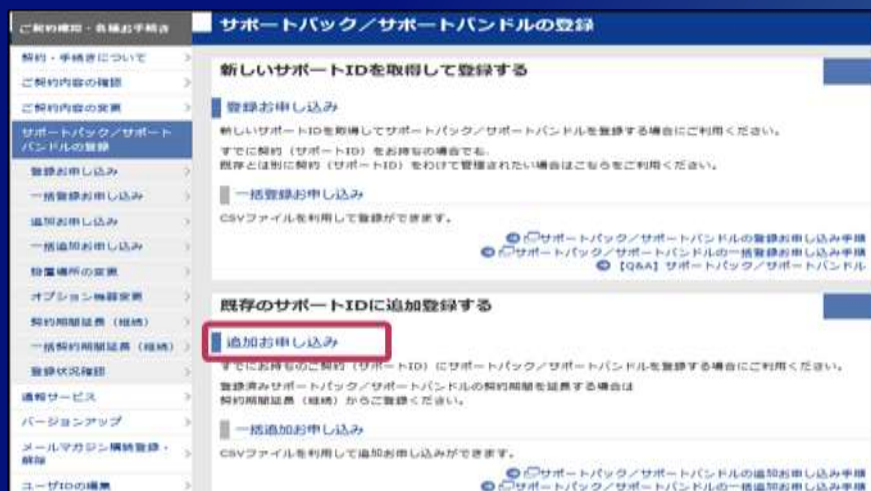 ご契約確認・各種お手続き
契約・手続きについて
ご契約内容の確認
ご契約内容の変更
サポートパック／サポート
バンドルの登録
登録お申し込み
一括登録お申し込み
追加お申し込み
一括追加お申し込み
設置場所の変更
オプション機器変更
契約期間延長（継続）
一括契約期間延長（継続）
登録状況確認
通報サービス
バージョンアップ
メールマガジン購読登録・
解除
ユーザIDの編集
サポートパック／サポートバンドルの登録
新しいサポートIDを取得して登録する
登録お申し込み
新しいサポートIDを取得してサポートパック／サポートバンドルを登録する場合にご利用ください。
すでに契約（サポートID）をお持ちの場合でも、
既存とは別に契約（サポートID）をわけて管理されたい場合はこちらをご利用ください。
一括登録お申し込み
CSVファイルを利用して登録ができます。
サポートパック／サポートバンドルの登録お申し込み手順
サポートパック／サポートバンドルの一括登録お申し込み手順
【Q&A】サポートパック／サポートバンドル
既存のサポートIDに追加登録する
追加お申し込み
すでにお持ちのご契約（サポートID）にサポートパック／サポートバンドルを登録する場合にご利用ください。
登録済みサポートパック／サポートバンドルの契約期間を延長する場合は
契約期間延長（継続）からご登録ください。
一括追加お申し込み
CSVファイルを利用して追加お申し込みができます。
サポートパック／サポートバンドルの追加お申し込み手順
サポートパック／サポートバンドルの一括追加お申し込み手順